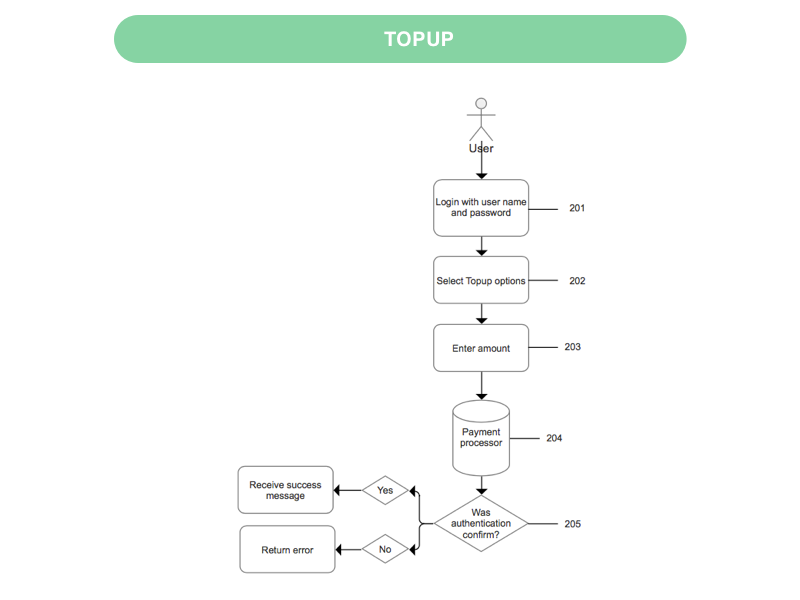 TOPUP
User
Login with user name
and password
201
Select Topup options
202
Enter amount
203
Payment
processor
204
Was
authentication
confirm?
205
Yes
Receive success
message
No
Return error